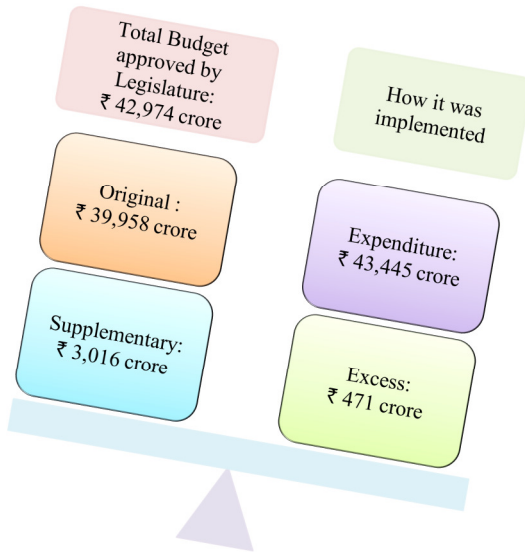 Total Budget
approved by
Legislature:
₹ 42,974 crore
Original :
₹ 39,958 crore
Supplementary:
₹ 3,016 crore
How it was
implemented
Expenditure:
₹ 43,445 crore
Excess:
₹ 471 crore